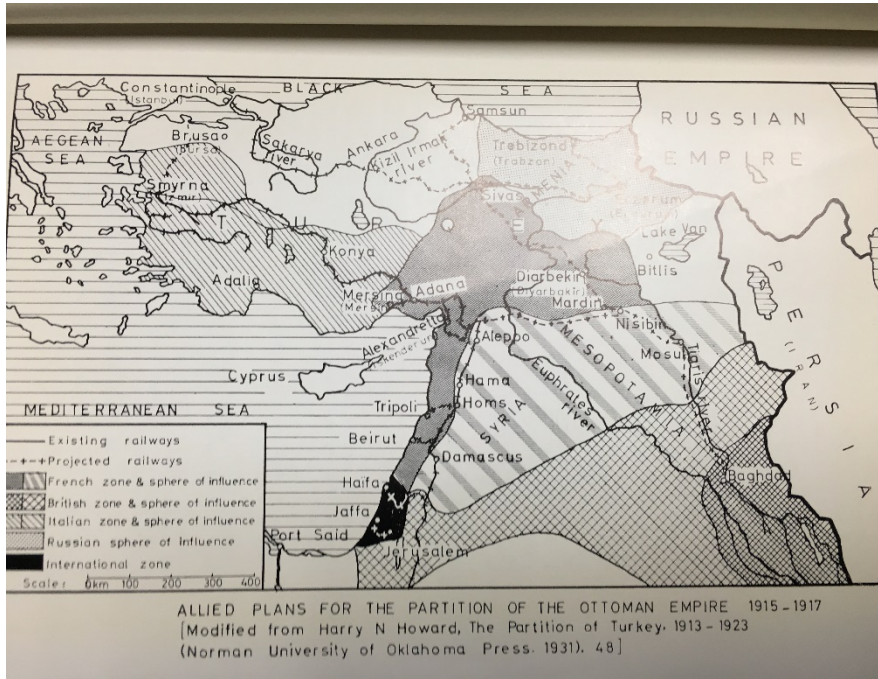 Constantinople
(Istanbul)
BLACK SEA
Samsun
RUSSIAN
EMPIRE
AEGEAN
SEA
Brusao
(Bursa)
Sakarya
river
Ankara
Kizil Irmak
river
Trebizond
(Trabzon)
ARMENIA
Smyrna
(Izmir)
Sivas
Erzerum
(Erzurum)
T U R E Y
Lake Van
Bitlis
Konya
Adalia
Mersina
(Mersin)
Adana
Diarbekir
(Diyarbakir)
Mardin
Nisibin
PERSIA
(IRAN)
Alexandretta
(Iskenderun)
Aleppo
MESOPOTAMIA
Mosul
Tigris river
Cyprus
Hama
Euphrates
river
MEDITERRANEAN SEA
Tripoli
Homs
SYRIA
Beirut
Damascus
Baghdad
Haifa
Jaffa
Port Said
Jerusalem
Existing railways
Projected railways
French zone & sphere of influence
British zone & sphere of influence
Italian zone & sphere of influence
Russian sphere of influence
International zone
Scale: 0km 100 200 300 400
ALLIED PLANS FOR THE PARTITION OF THE OTTOMAN EMPIRE 1915-1917
[Modified from Harry N Howard, The Partition of Turkey. 1913-1923
(Norman University of Oklahoma Press. 1931). 48]